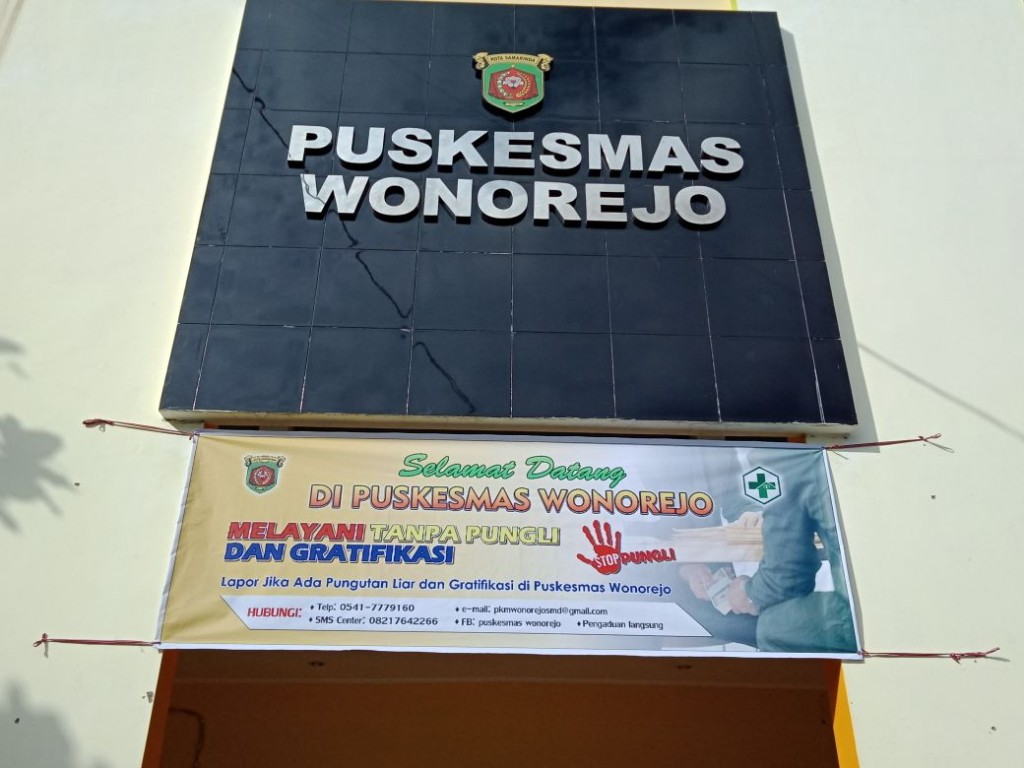 KOTA SAMARINDA
PUSKESMAS
WONOREJO
Selamat Datang
DI PUSKESMAS WONOREJO
MELAYANI TANPA PUNGLI
DAN GRATIFIKASI
STOP PUNGLI
Lapor Jika Ada Pungutan Liar dan Gratifikasi di Puskesmas Wonorejo
HUBUNGI:
• Telp: 0541-7779160 • e-mail: pkmwonorejosmd@gmail.com
• SMS Center: 08217642266 • FB: puskesmas wonorejo • Pengaduan langsung